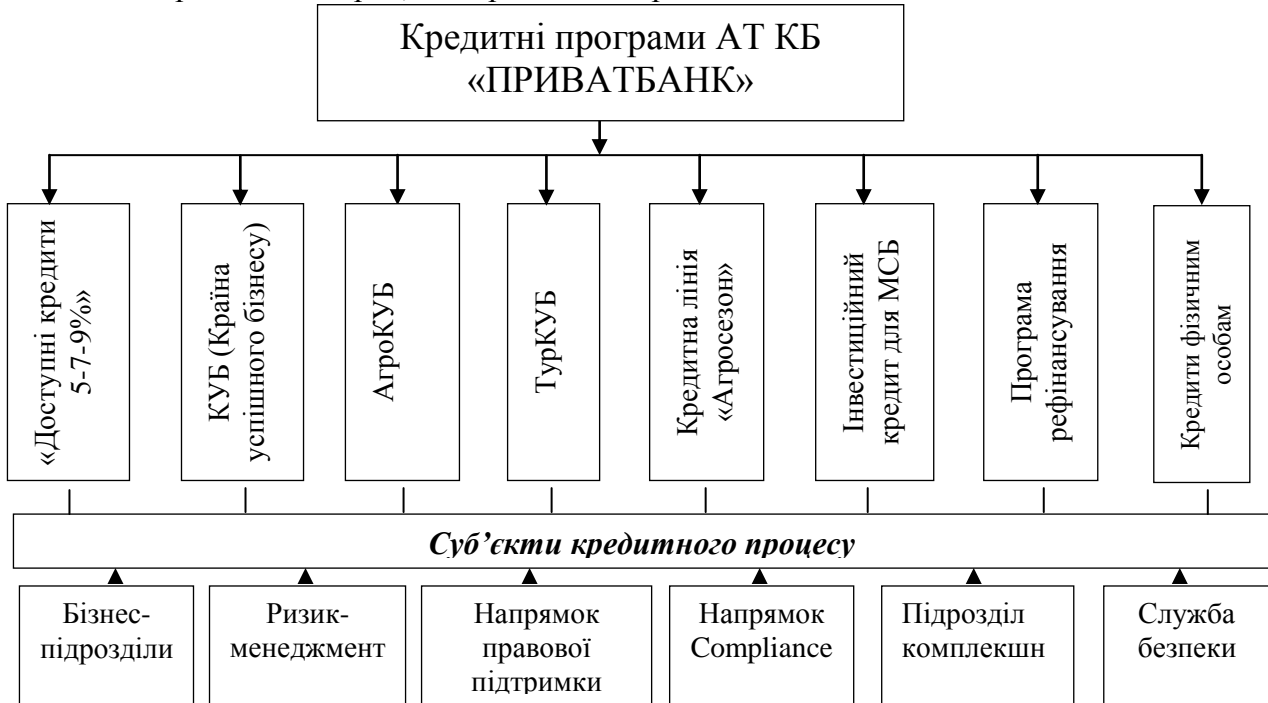 Кредитні програми АТ КБ
«ПРИВАТБАНК»
«Доступні кредити
5-7-9%»
КУБ (Країна
успішного бізнесу)
АгроКУБ
ТурКУБ
Кредитна лінія
«Агросезон»
Інвестиційний
кредит для МСБ
Програма
рефінансування
Кредити фізичним
особам
Суб’єкти кредитного процесу
Бізнес-
підрозділи
Ризик-
менеджмент
Напрямок
правової
підтримки
Напрямок
Compliance
Підрозділ
комплекшн
Служба
безпеки